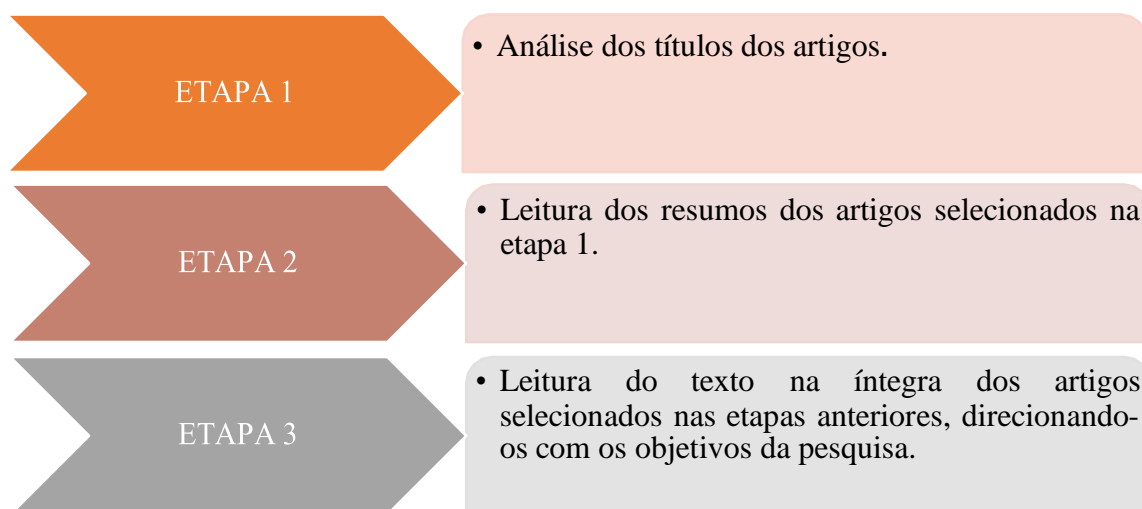 ETAPA 1
• Análise dos títulos dos artigos.
ETAPA 2
• Leitura dos resumos dos artigos selecionados na
etapa 1.
ETAPA 3
• Leitura do texto na íntegra dos artigos
selecionados nas etapas anteriores, direcionando-
os com os objetivos da pesquisa.